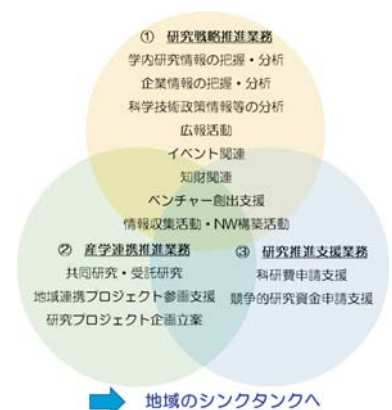 ① 研究戦略推進業務
学内研究情報の把握・分析
企業情報の把握・分析
科学技術政策情報等の分析
広報活動
イベント関連
知財関連
ベンチャー創出支援
情報収集活動・NW構築活動
② 産学連携推進業務
共同研究・受託研究
地域連携プロジェクト参画支援
研究プロジェクト企画立案
③ 研究推進支援業務
科研費申請支援
競争的研究資金申請支援
地域のシンクタンクへ